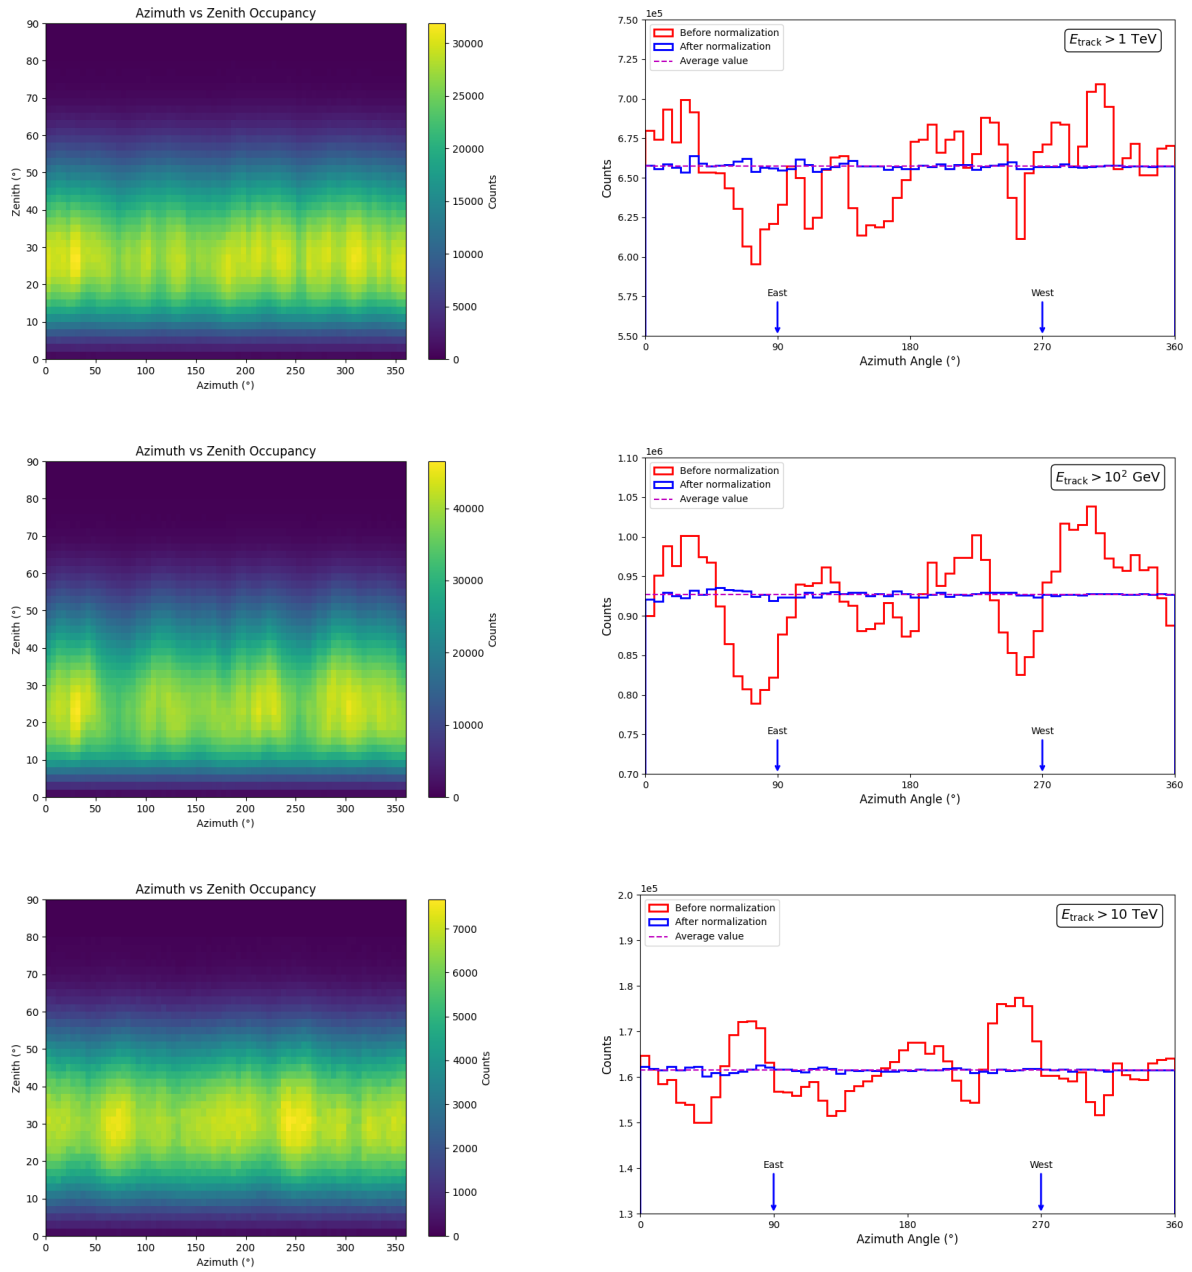 Azimuth vs Zenith Occupancy
90
80
70
60
50
40
30
20
10
0
Zenith (°)
0 50 100 150 200 250 300 350
Azimuth (°)
30000
25000
20000
15000
10000
5000
0
Counts
1e5
7.50
7.25
7.00
6.75
6.50
6.25
6.00
5.75
5.50
Counts
Before normalization
After normalization
Average value
E_track > 1 TeV
East
West
0 90 180 270 360
Azimuth Angle (°)
Azimuth vs Zenith Occupancy
90
80
70
60
50
40
30
20
10
0
Zenith (°)
0 50 100 150 200 250 300 350
Azimuth (°)
40000
30000
20000
10000
0
Counts
1e6
1.10
1.05
1.00
0.95
0.90
0.85
0.80
0.75
0.70
Counts
Before normalization
After normalization
Average value
E_track > 10² GeV
East
West
0 90 180 270 360
Azimuth Angle (°)
Azimuth vs Zenith Occupancy
90
80
70
60
50
40
30
20
10
0
Zenith (°)
0 50 100 150 200 250 300 350
Azimuth (°)
7000
6000
5000
4000
3000
2000
1000
0
Counts
1e5
2.0
1.9
1.8
1.7
1.6
1.5
1.4
1.3
Counts
Before normalization
After normalization
Average value
E_track > 10 TeV
East
West
0 90 180 270 360
Azimuth Angle (°)